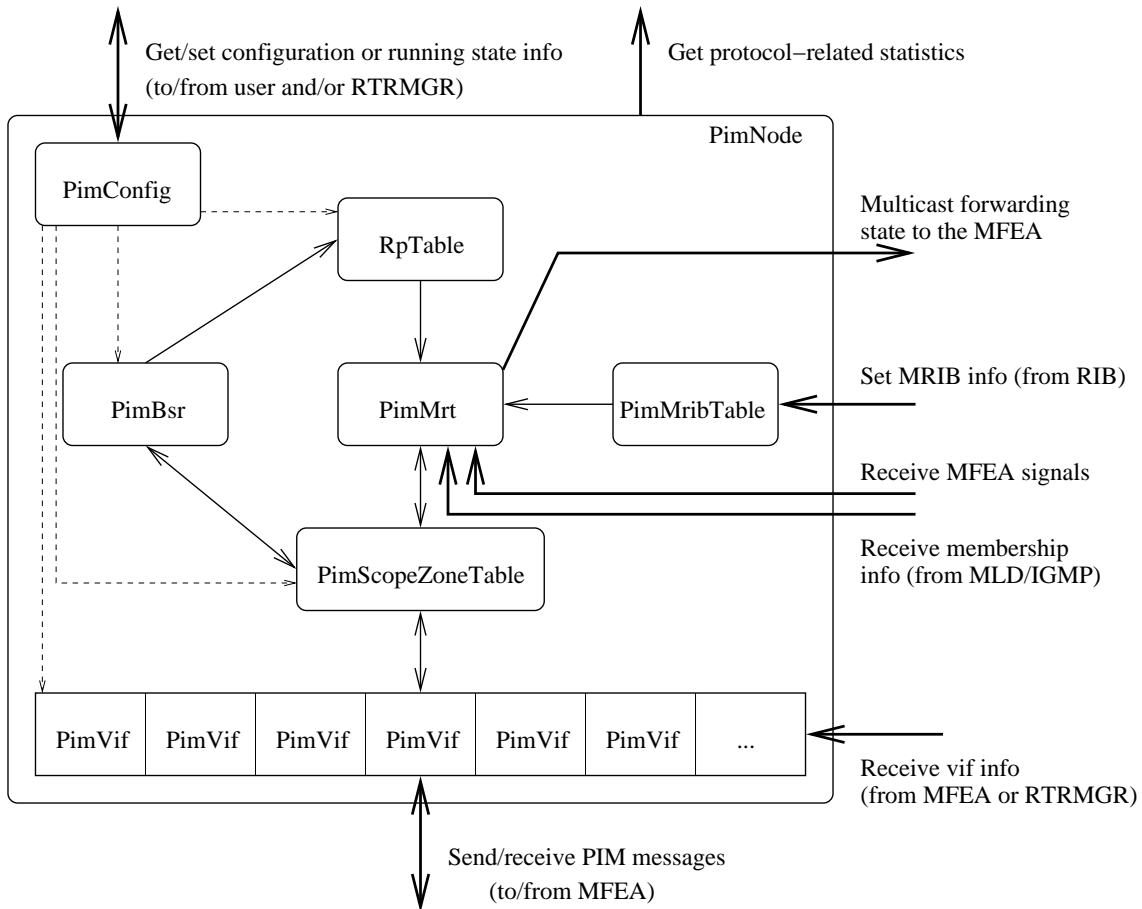 Get/set configuration or running state info
(to/from user and/or RTRMGR)
Get protocol−related statistics
PimNode
PimConfig
RpTable
Multicast forwarding
state to the MFEA
PimBsr
PimMrt
PimMribTable
Set MRIB info (from RIB)
Receive MFEA signals
Receive membership
info (from MLD/IGMP)
PimScopeZoneTable
PimVif PimVif PimVif PimVif PimVif PimVif ...
Receive vif info
(from MFEA or RTRMGR)
Send/receive PIM messages
(to/from MFEA)